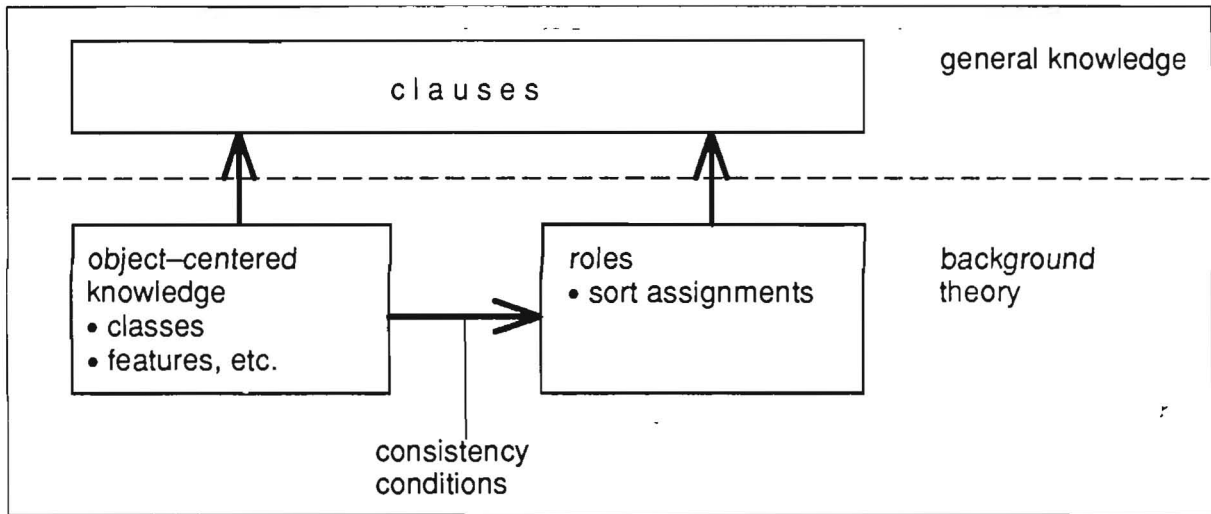 general knowledge
clauses
object–centered
knowledge
• classes
• features, etc.
roles
• sort assignments
background
theory
consistency
conditions